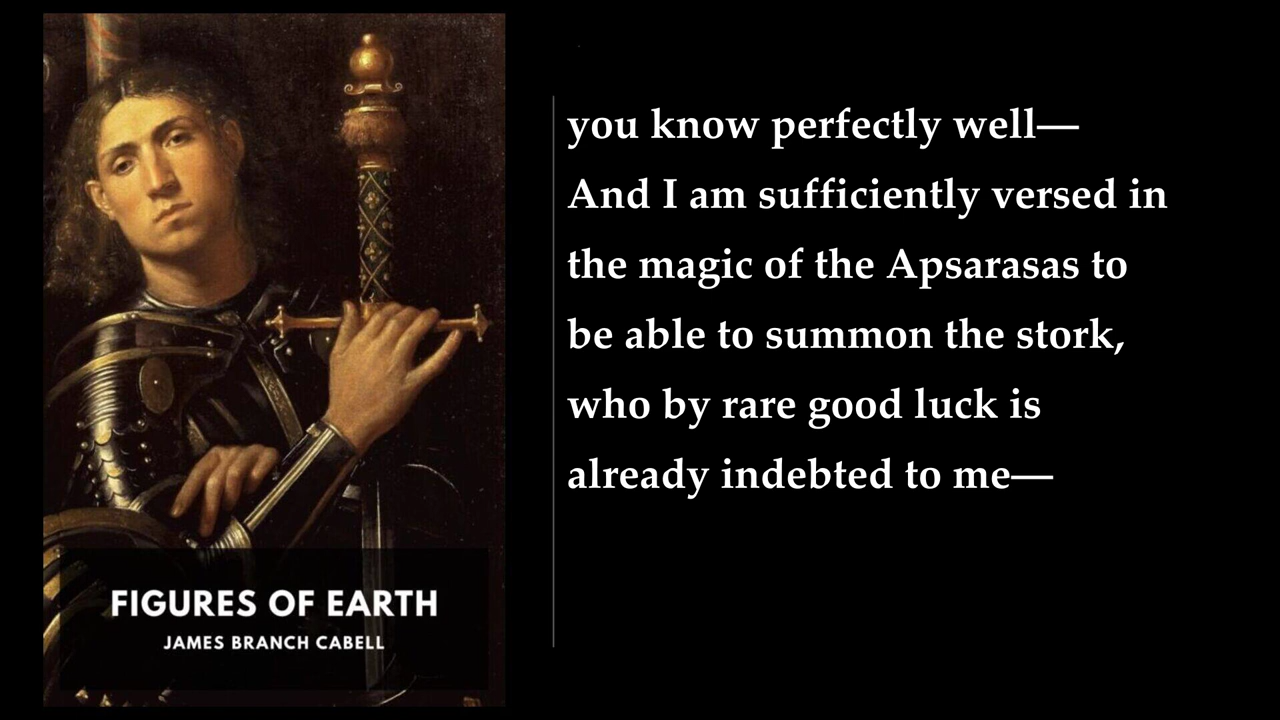 FIGURES OF EARTH
JAMES BRANCH CABELL
you know perfectly well—
And I am sufficiently versed in
the magic of the Apsarasas to
be able to summon the stork,
who by rare good luck is
already indebted to me—